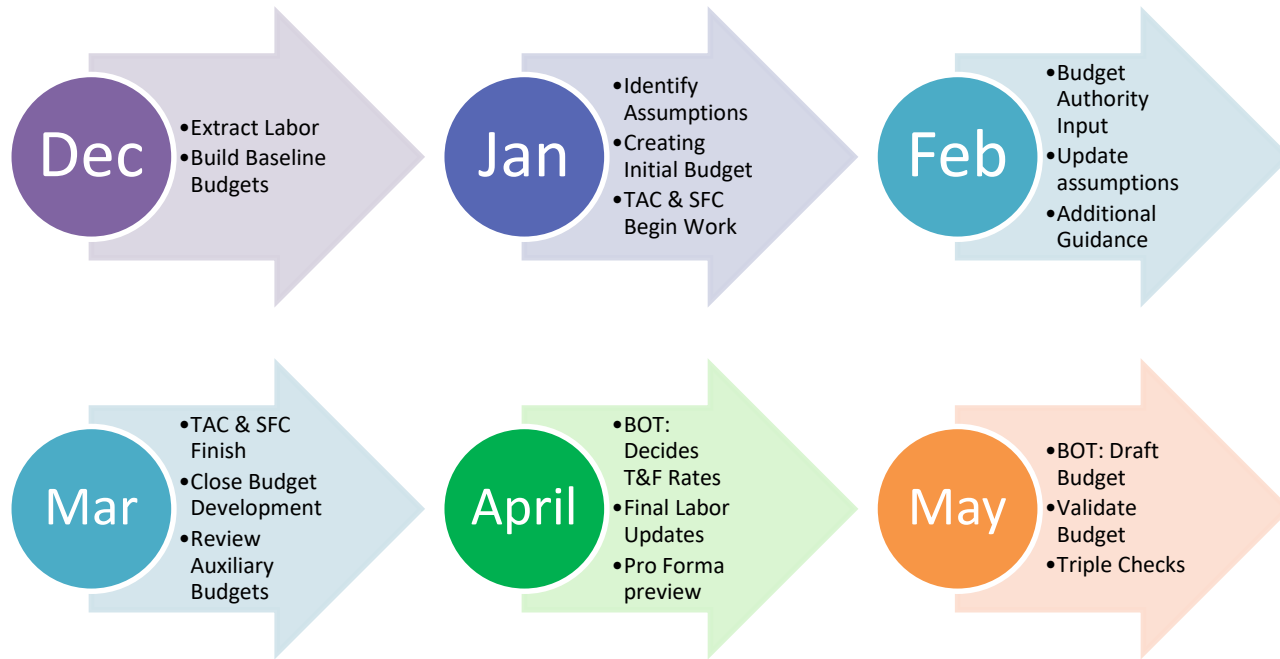 Dec
•Extract Labor
•Build Baseline
Budgets
Jan
•Identify
Assumptions
•Creating
Initial Budget
•TAC & SFC
Begin Work
Feb
•Budget
Authority
Input
•Update
assumptions
•Additional
Guidance
Mar
•TAC & SFC
Finish
•Close Budget
Development
•Review
Auxiliary
Budgets
April
•BOT:
Decides
T&F Rates
•Final Labor
Updates
•Pro Forma
preview
May
•BOT: Draft
Budget
•Validate
Budget
•Triple Checks